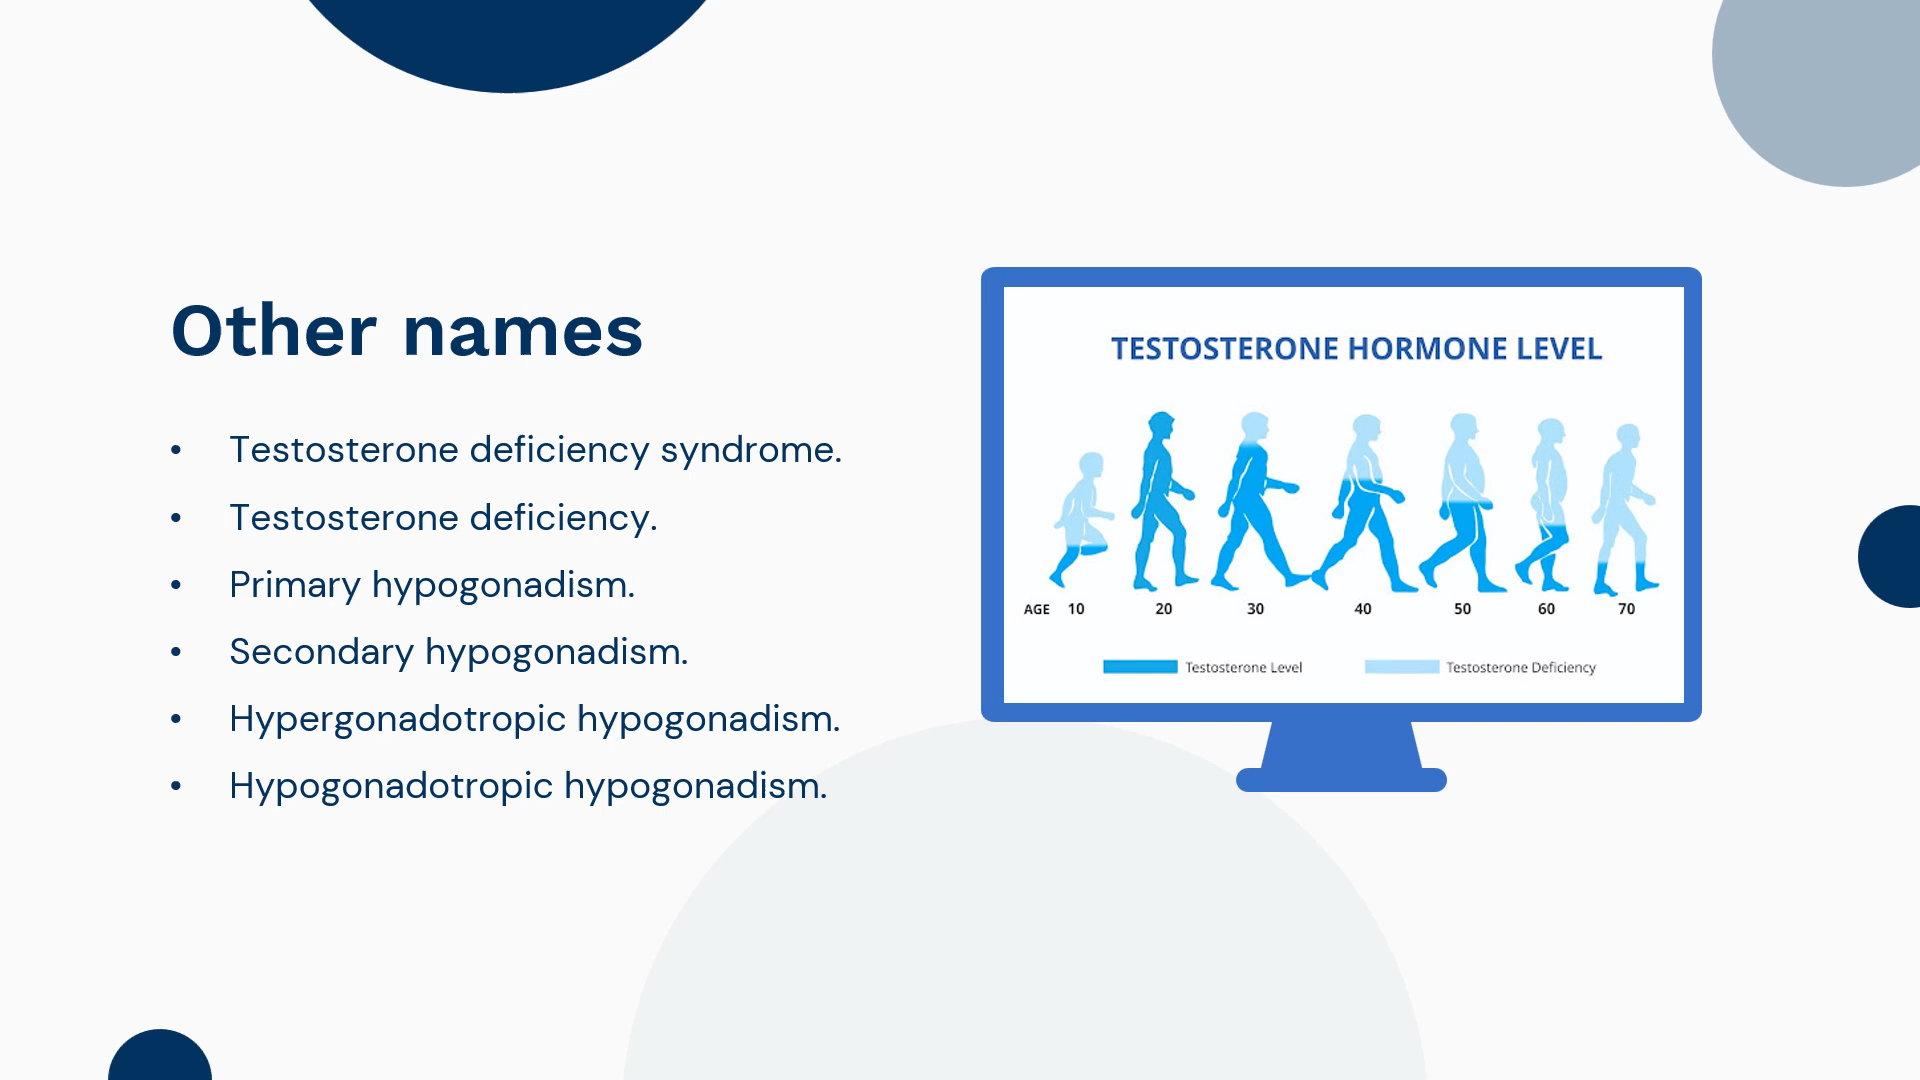 Other names
• Testosterone deficiency syndrome.
• Testosterone deficiency.
• Primary hypogonadism.
• Secondary hypogonadism.
• Hypergonadotropic hypogonadism.
• Hypogonadotropic hypogonadism.
TESTOSTERONE HORMONE LEVEL
AGE 10 20 30 40 50 60 70
Testosterone Level Testosterone Deficiency